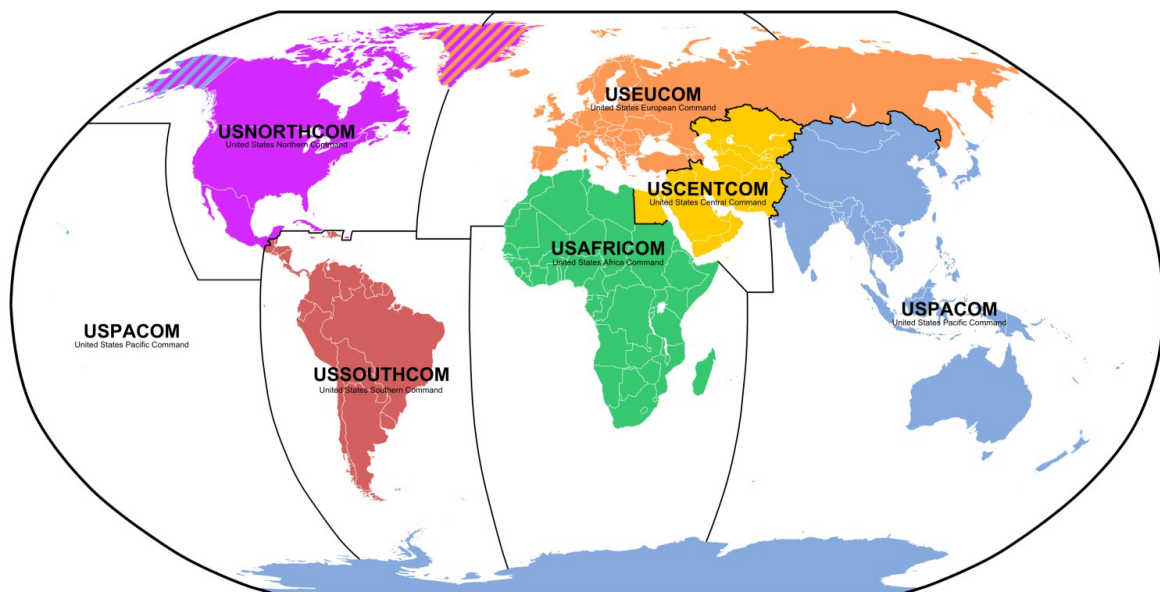 USEUCOM
United States European Command
USNORTHCOM
United States Northern Command
USCENTCOM
United States Central Command
USAFRICOM
United States Africa Command
USPACOM
United States Pacific Command
USPACOM
United States Pacific Command
USSOUTHCOM
United States Southern Command